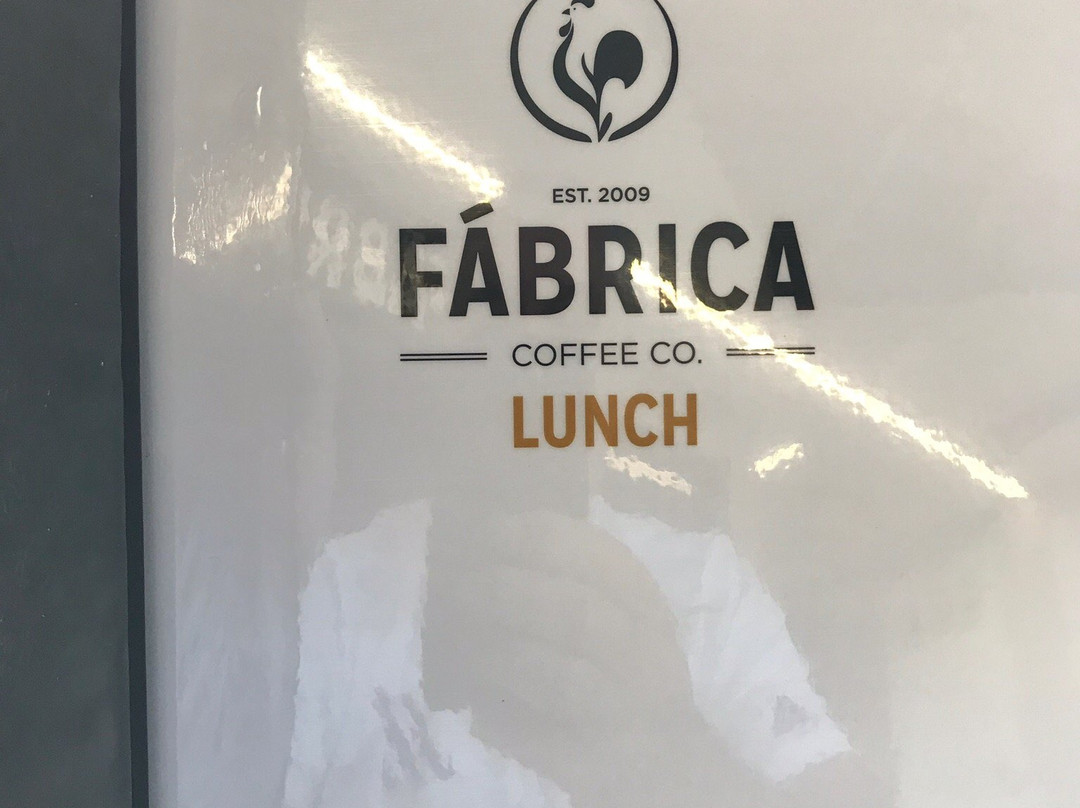 EST. 2009
FÁBRICA
COFFEE CO.
LUNCH